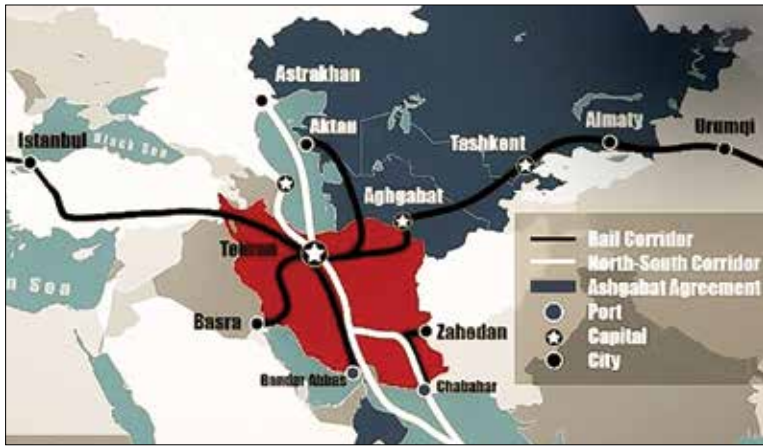 Astrakhan
Aktau
Almaty
Urumqi
Tashkent
Istanbul
Black Sea
Aghgabat
Tehran
n Sea
Basra
Zahedan
Bandar Abbas
Chabahar
Rail Corridor
North-South Corridor
Ashgabat Agreement
Port
Capital
City